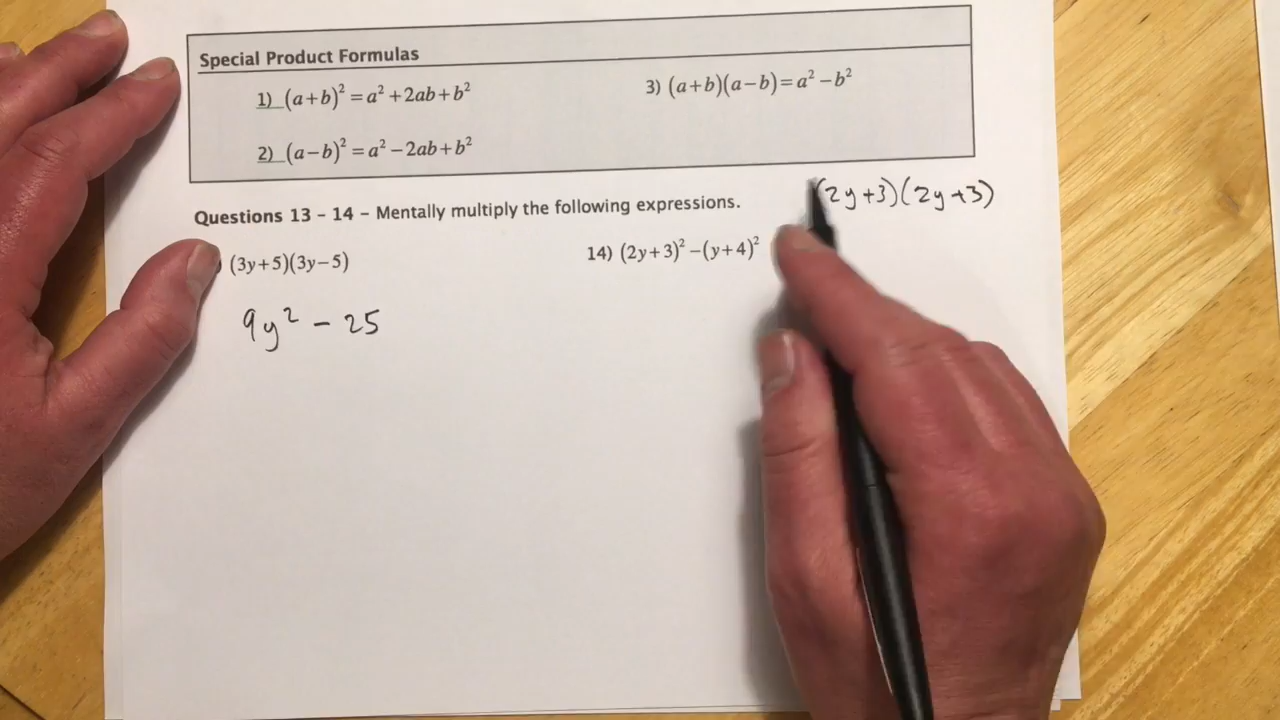 Special Product Formulas
1) (a+b)² = a² + 2ab + b²
3) (a+b)(a−b) = a² − b²
2) (a−b)² = a² − 2ab + b²
(2y+3)(2y+3)
Questions 13 – 14 – Mentally multiply the following expressions.
) (3y+5)(3y−5)
14) (2y+3)² − (y+4)²
9y² − 25